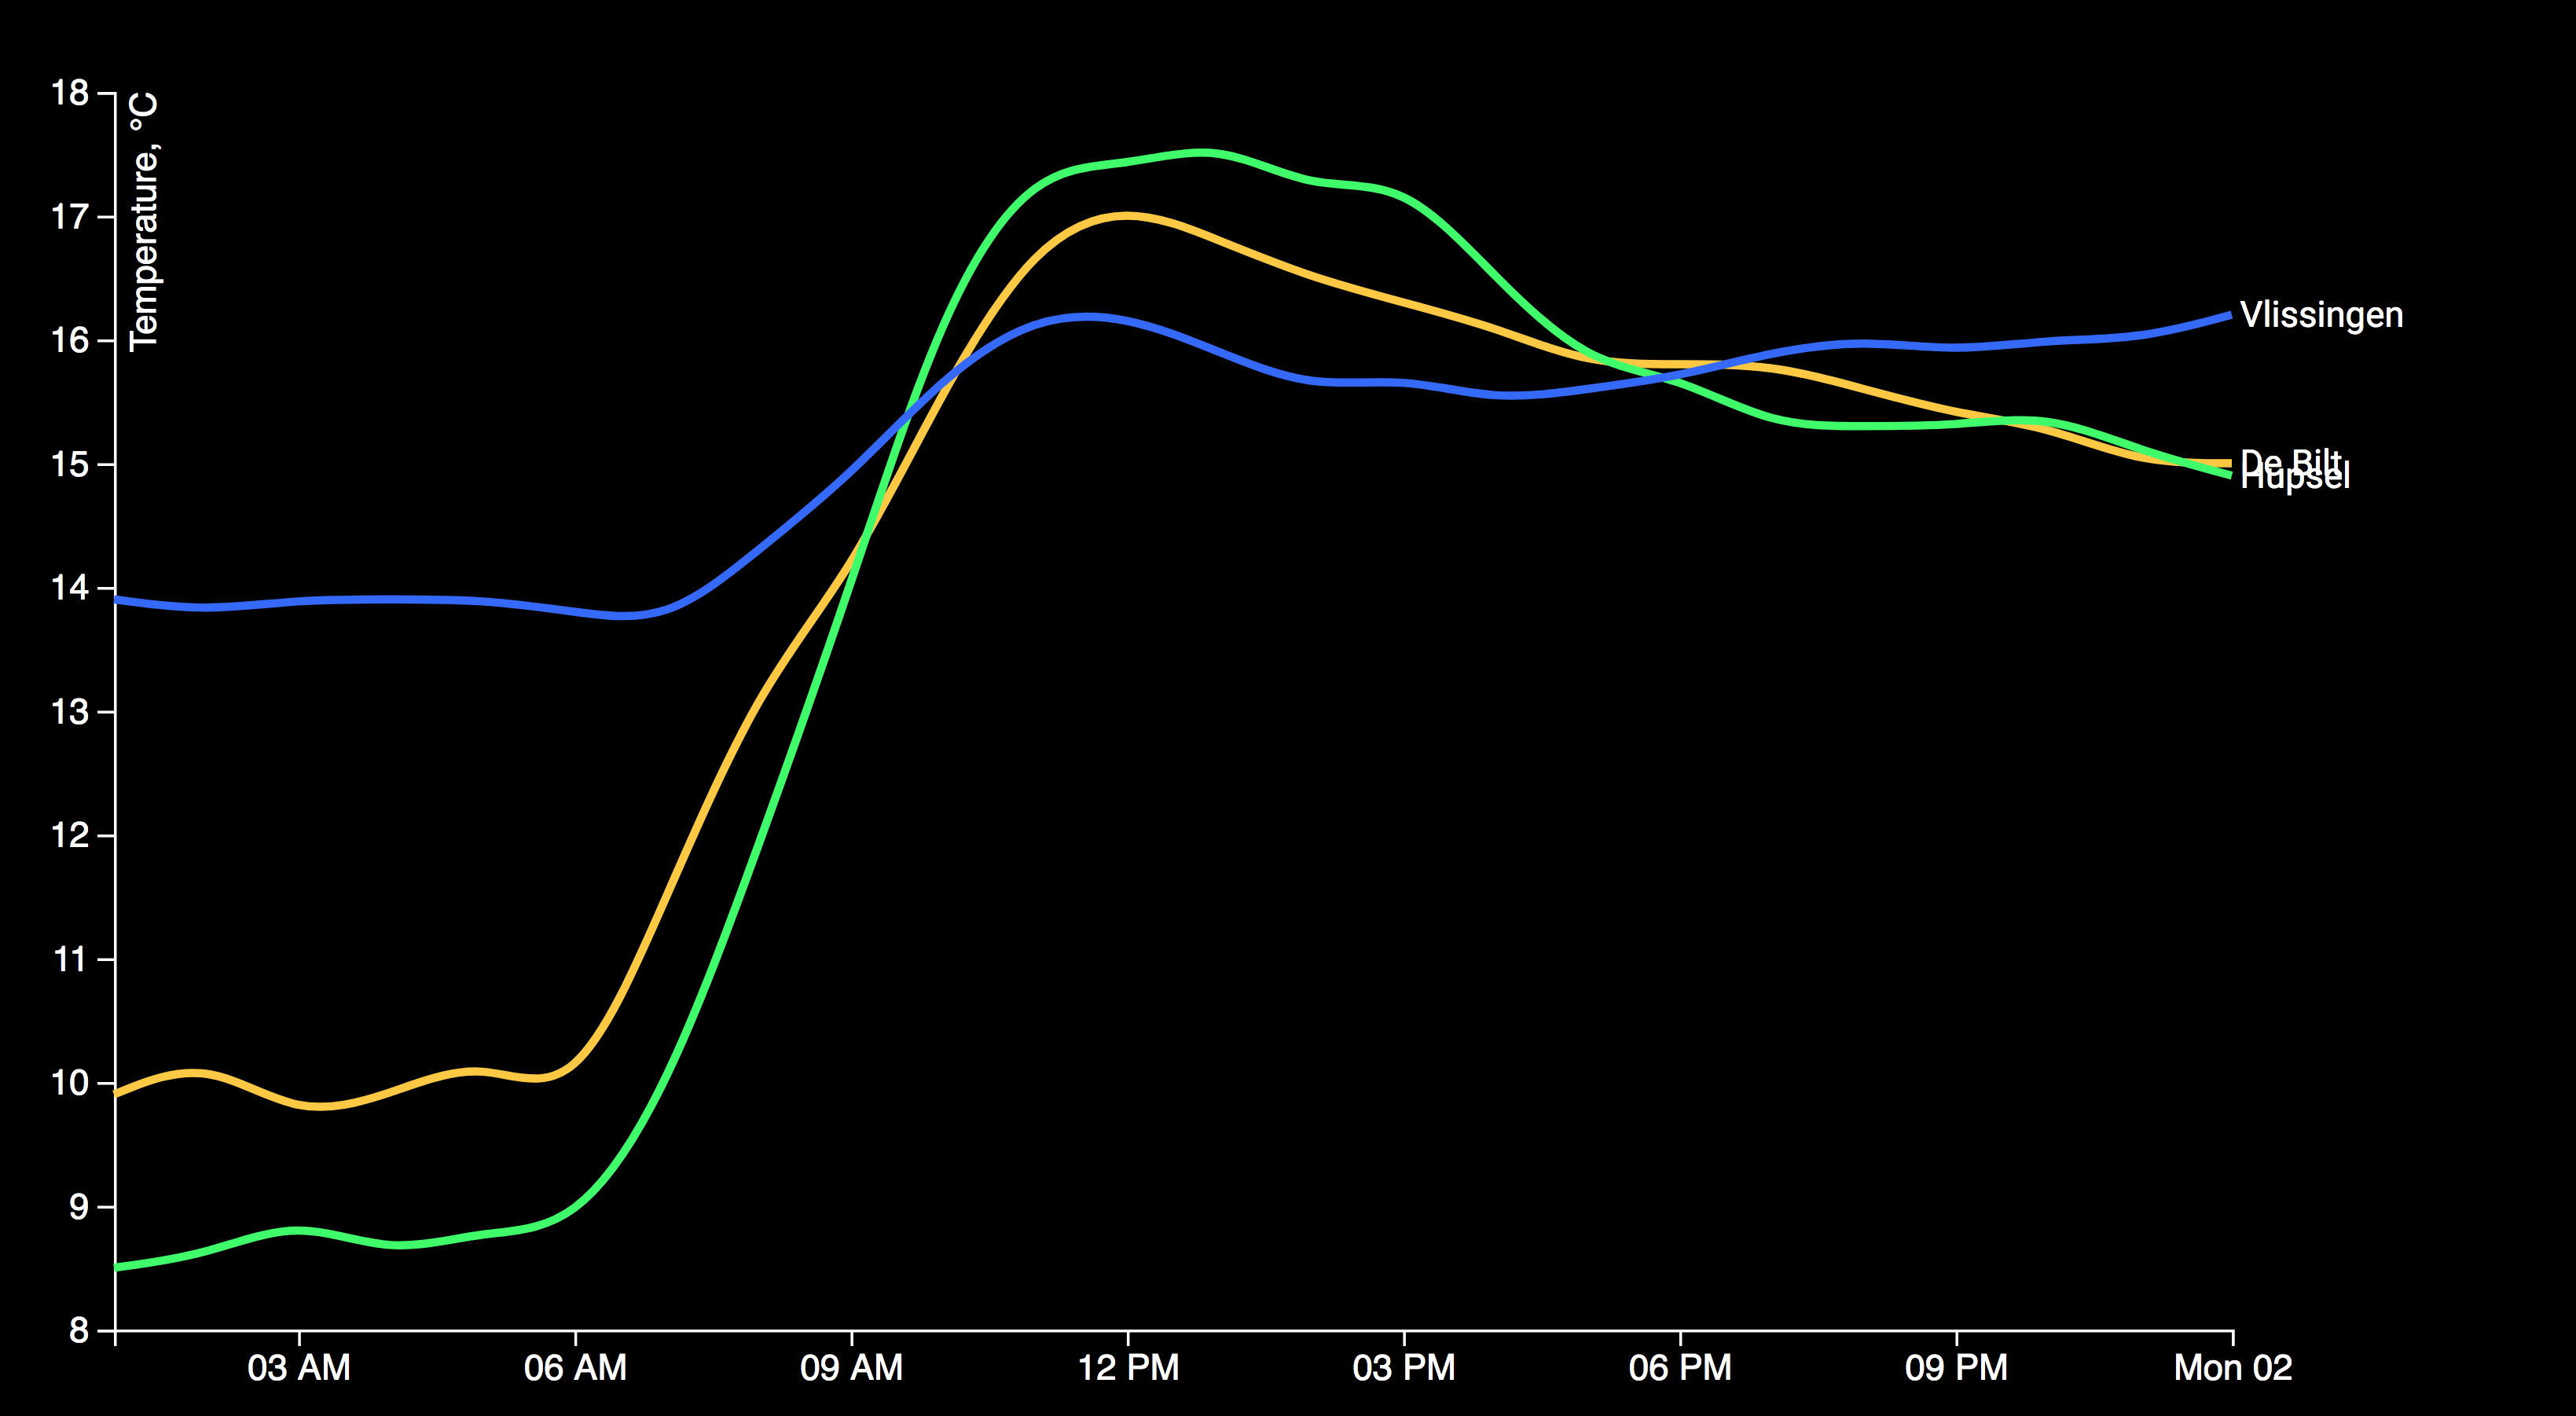 18
17
16
15
14
13
12
11
10
9
8
Temperature, °C
Vlissingen
De Bilt
Hupsel
03 AM
06 AM
09 AM
12 PM
03 PM
06 PM
09 PM
Mon 02